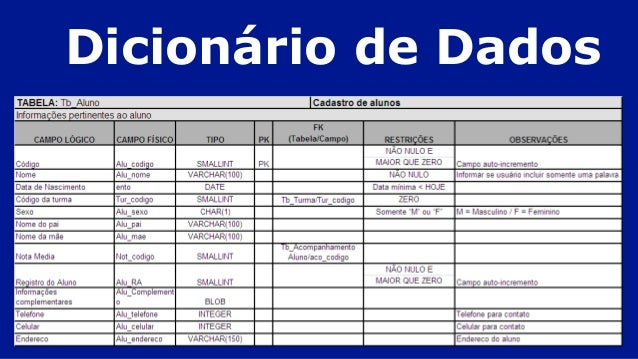 Dicionário de Dados
TABELA: Tb_Aluno Cadastro de alunos
Informações pertinentes ao aluno
CAMPO LÓGICO CAMPO FÍSICO TIPO PK FK (Tabela/Campo) RESTRIÇÕES OBSERVAÇÕES
Código Alu_codigo SMALLINT PK NÃO NULO E MAIOR QUE ZERO Campo auto-incremento
Nome Alu_nome VARCHAR(100) NÃO NULO Informar se usuário incluir somente uma palavra
Data de Nascimento ento DATE Data mínima < HOJE
Código da turma Tur_codigo SMALLINT Tb_Turma/Tur_codigo ZERO
Sexo Alu_sexo CHAR(1) Somente "M" ou "F" M = Masculino / F = Feminino
Nome do pai Alu_pai VARCHAR(100)
Nome da mãe Alu_mae VARCHAR(100)
Nota Media Not_codigo SMALLINT Tb_Acompanhamento Aluno/aco_codigo
Registro do Aluno Alu_RA SMALLINT NÃO NULO E MAIOR QUE ZERO Campo auto-incremento
Informações complementares Alu_Complemento BLOB
Telefone Alu_telefone INTEGER Telefone para contato
Celular Alu_celular INTEGER Celular para contato
Endereco Alu_endereco VARCHAR(150) Endereco do aluno